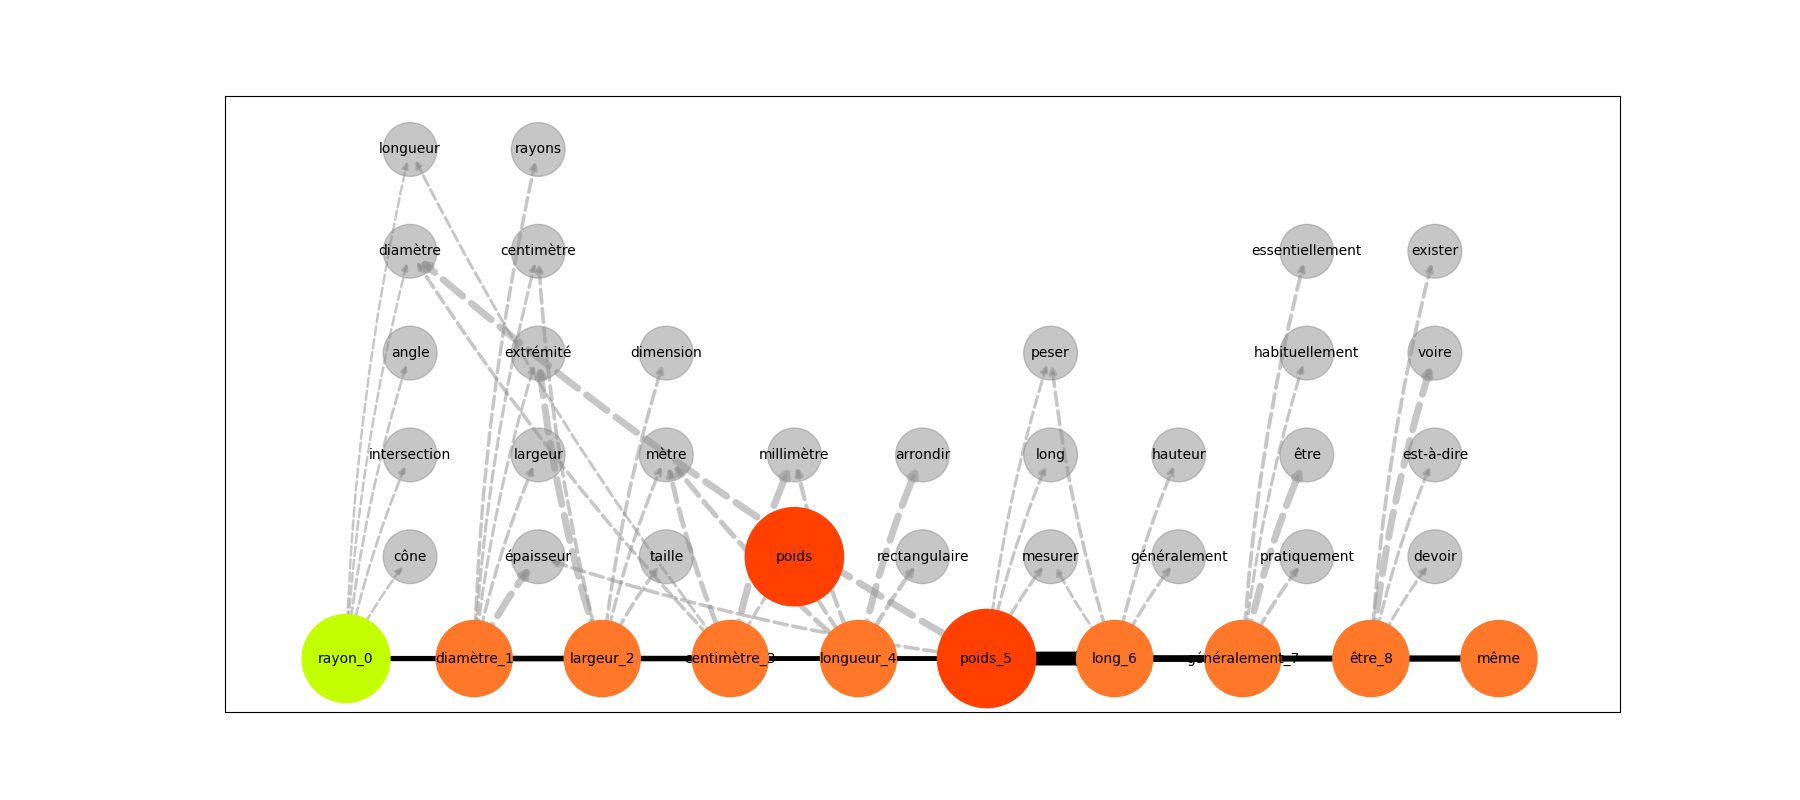 longueur rayons
diamètre centimètre essentiellement exister
angle extrémité dimension peser habituellement voire
intersection largeur mètre millimètre arrondir long hauteur être est-à-dire
cône épaisseur taille poids rectangulaire mesurer généralement pratiquement devoir
rayon_0 diamètre_1 largeur_2 centimètre_3 longueur_4 poids_5 long_6 généralement_7 être_8 même